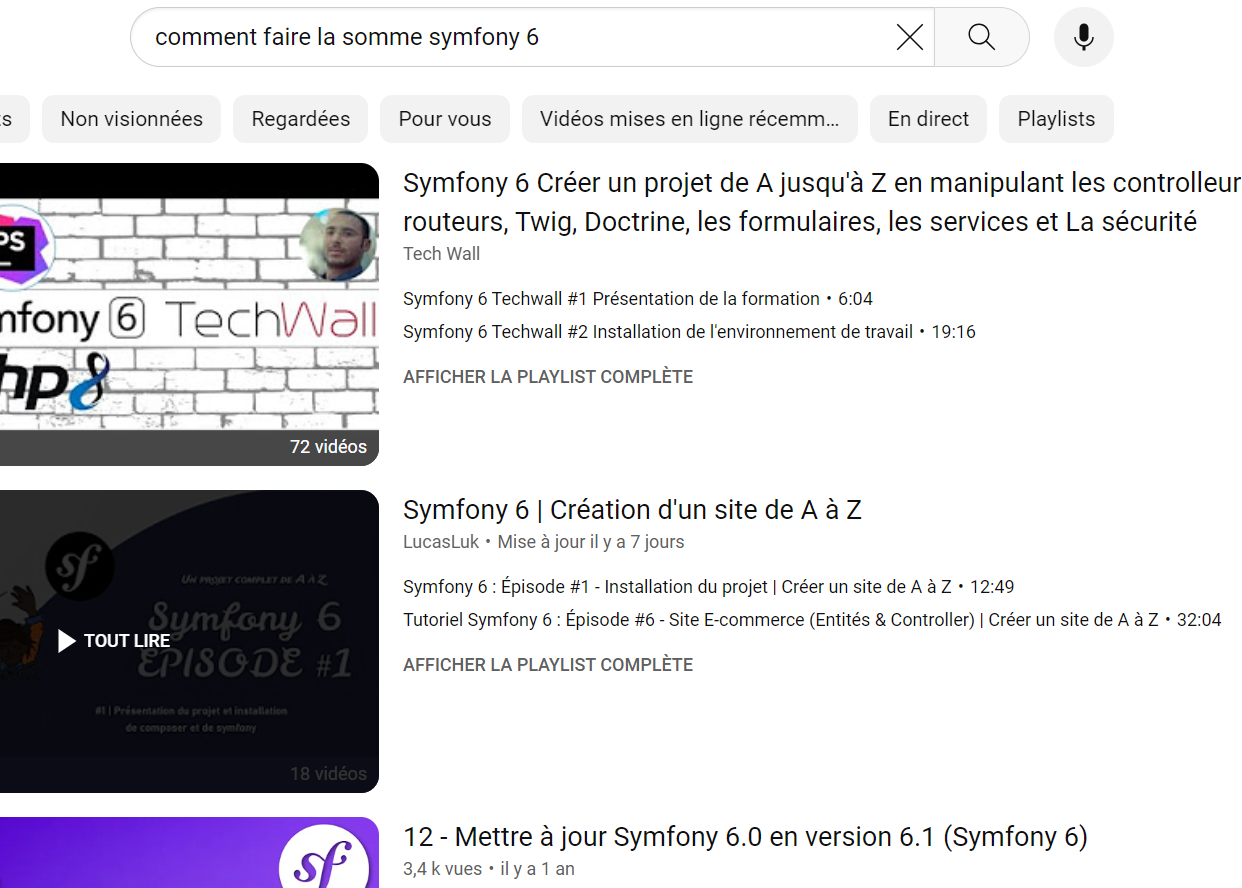 comment faire la somme symfony 6
Non visionnées
Regardées
Pour vous
Vidéos mises en ligne récemm...
En direct
Playlists
Symfony 6 Créer un projet de A jusqu'à Z en manipulant les controlleur
routeurs, Twig, Doctrine, les formulaires, les services et La sécurité
Tech Wall
Symfony 6 Techwall #1 Présentation de la formation • 6:04
Symfony 6 Techwall #2 Installation de l'environnement de travail • 19:16
AFFICHER LA PLAYLIST COMPLÈTE
PS
mfony 6 TechWall
hp 8
72 vidéos
Symfony 6 | Création d'un site de A à Z
LucasLuk • Mise à jour il y a 7 jours
Symfony 6 : Épisode #1 - Installation du projet | Créer un site de A à Z • 12:49
Tutoriel Symfony 6 : Épisode #6 - Site E-commerce (Entités & Controller) | Créer un site de A à Z • 32:04
AFFICHER LA PLAYLIST COMPLÈTE
sf
Un projet complet de A à Z
Symfony 6
ÉPISODE #1
TOUT LIRE
#1 | Présentation du projet et installation
de composer et de symfony
18 vidéos
12 - Mettre à jour Symfony 6.0 en version 6.1 (Symfony 6)
3,4 k vues • il y a 1 an
sf